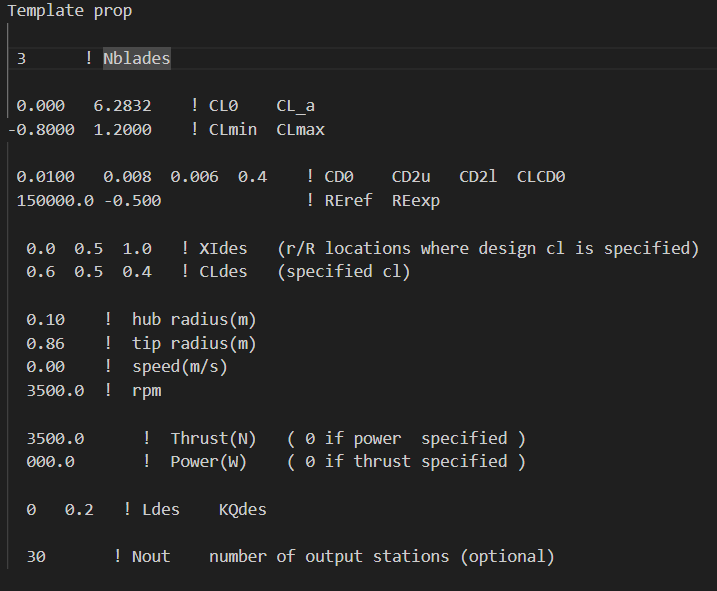 Template prop
3 ! Nblades
0.000 6.2832 ! CL0 CL_a
-0.8000 1.2000 ! CLmin CLmax
0.0100 0.008 0.006 0.4 ! CD0 CD2u CD2l CLCD0
150000.0 -0.500 ! REref REexp
0.0 0.5 1.0 ! XIdes (r/R locations where design cl is specified)
0.6 0.5 0.4 ! CLdes (specified cl)
0.10 ! hub radius(m)
0.86 ! tip radius(m)
0.00 ! speed(m/s)
3500.0 ! rpm
3500.0 ! Thrust(N) ( 0 if power specified )
000.0 ! Power(W) ( 0 if thrust specified )
0 0.2 ! Ldes KQdes
30 ! Nout number of output stations (optional)